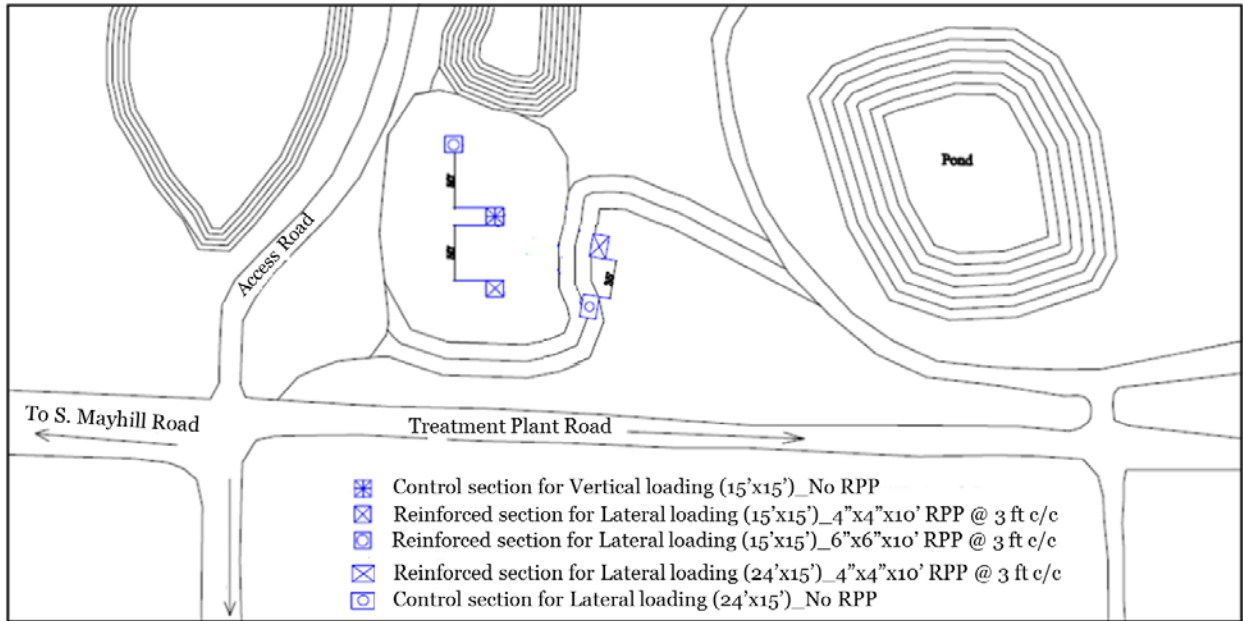 Pond
Access Road
To S. Mayhill Road
Treatment Plant Road
Control section for Vertical loading (15’x15’)_No RPP
Reinforced section for Lateral loading (15’x15’)_4”x4”x10’ RPP @ 3 ft c/c
Reinforced section for Lateral loading (15’x15’)_6”x6”x10’ RPP @ 3 ft c/c
Reinforced section for Lateral loading (24’x15’)_4”x4”x10’ RPP @ 3 ft c/c
Control section for Lateral loading (24’x15’)_No RPP